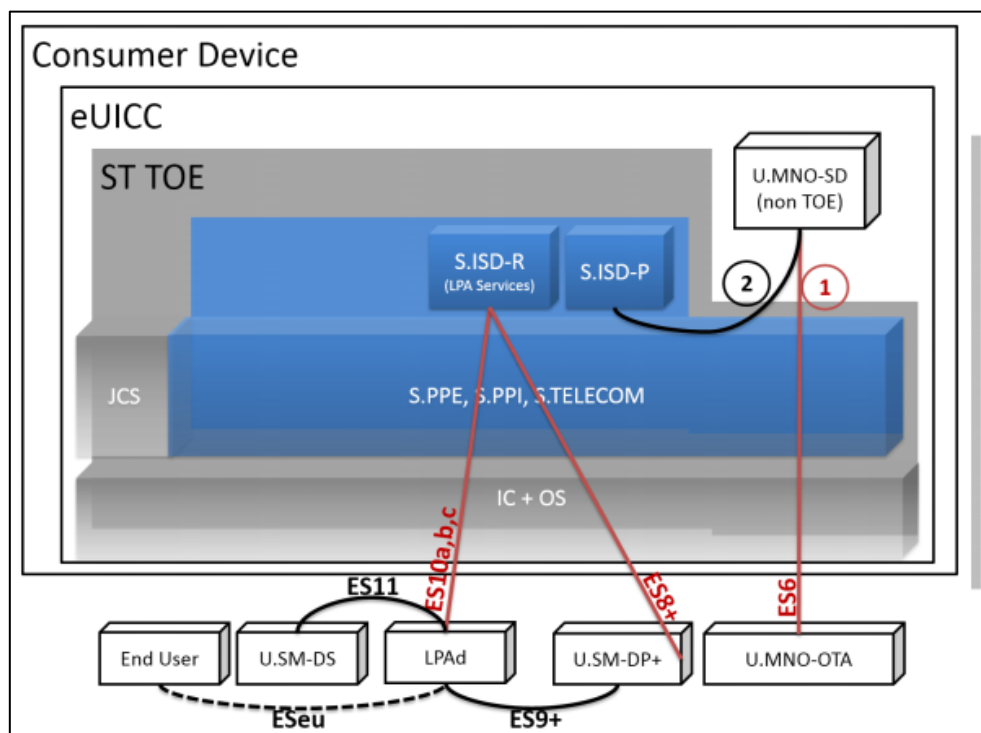 Consumer Device
eUICC
ST TOE
U.MNO-SD
(non TOE)
S.ISD-R
(LPA Services)
S.ISD-P
2
1
JCS
S.PPE, S.PPI, S.TELECOM
IC + OS
ES10a,b,c
ES8+
ES6
ES11
End User
U.SM-DS
LPAd
U.SM-DP+
U.MNO-OTA
ESeu
ES9+